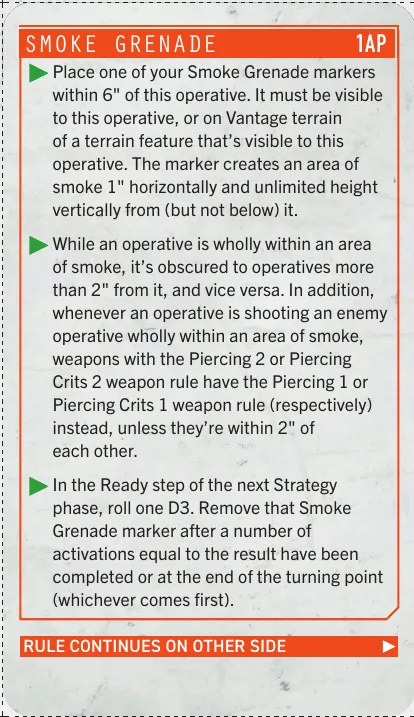 SMOKE GRENADE 1AP
Place one of your Smoke Grenade markers
within 6" of this operative. It must be visible
to this operative, or on Vantage terrain
of a terrain feature that's visible to this
operative. The marker creates an area of
smoke 1" horizontally and unlimited height
vertically from (but not below) it.
While an operative is wholly within an area
of smoke, it's obscured to operatives more
than 2" from it, and vice versa. In addition,
whenever an operative is shooting an enemy
operative wholly within an area of smoke,
weapons with the Piercing 2 or Piercing
Crits 2 weapon rule have the Piercing 1 or
Piercing Crits 1 weapon rule (respectively)
instead, unless they're within 2" of
each other.
In the Ready step of the next Strategy
phase, roll one D3. Remove that Smoke
Grenade marker after a number of
activations equal to the result have been
completed or at the end of the turning point
(whichever comes first).
RULE CONTINUES ON OTHER SIDE